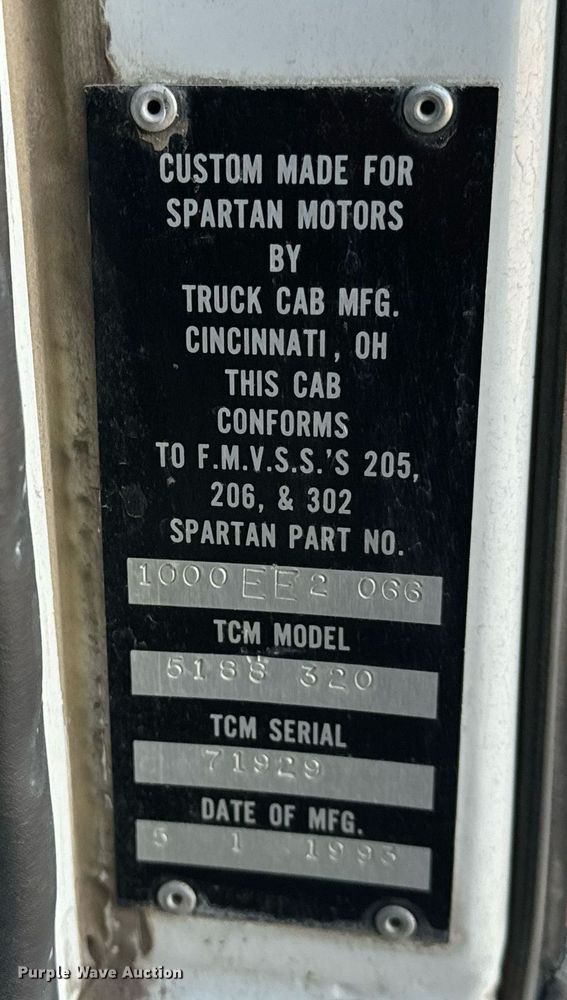 CUSTOM MADE FOR
SPARTAN MOTORS
BY
TRUCK CAB MFG.
CINCINNATI, OH
THIS CAB
CONFORMS
TO F.M.V.S.S.'S 205,
206, & 302
SPARTAN PART NO.
1000 EE2 066
TCM MODEL
5188 320
TCM SERIAL
71929
DATE OF MFG.
5 1 1993
Purple Wave Auction